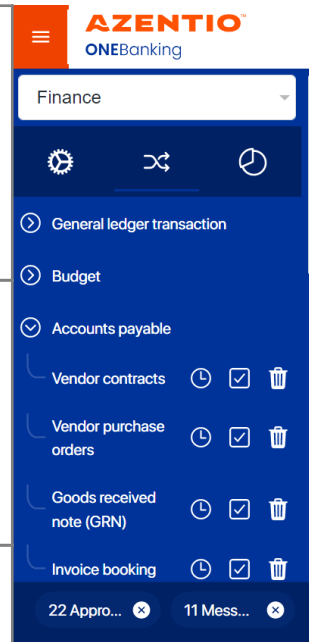 AZENTIO™
ONEBanking
Finance
General ledger transaction
Budget
Accounts payable
Vendor contracts
Vendor purchase
orders
Goods received
note (GRN)
Invoice booking
22 Appro...
11 Mess...